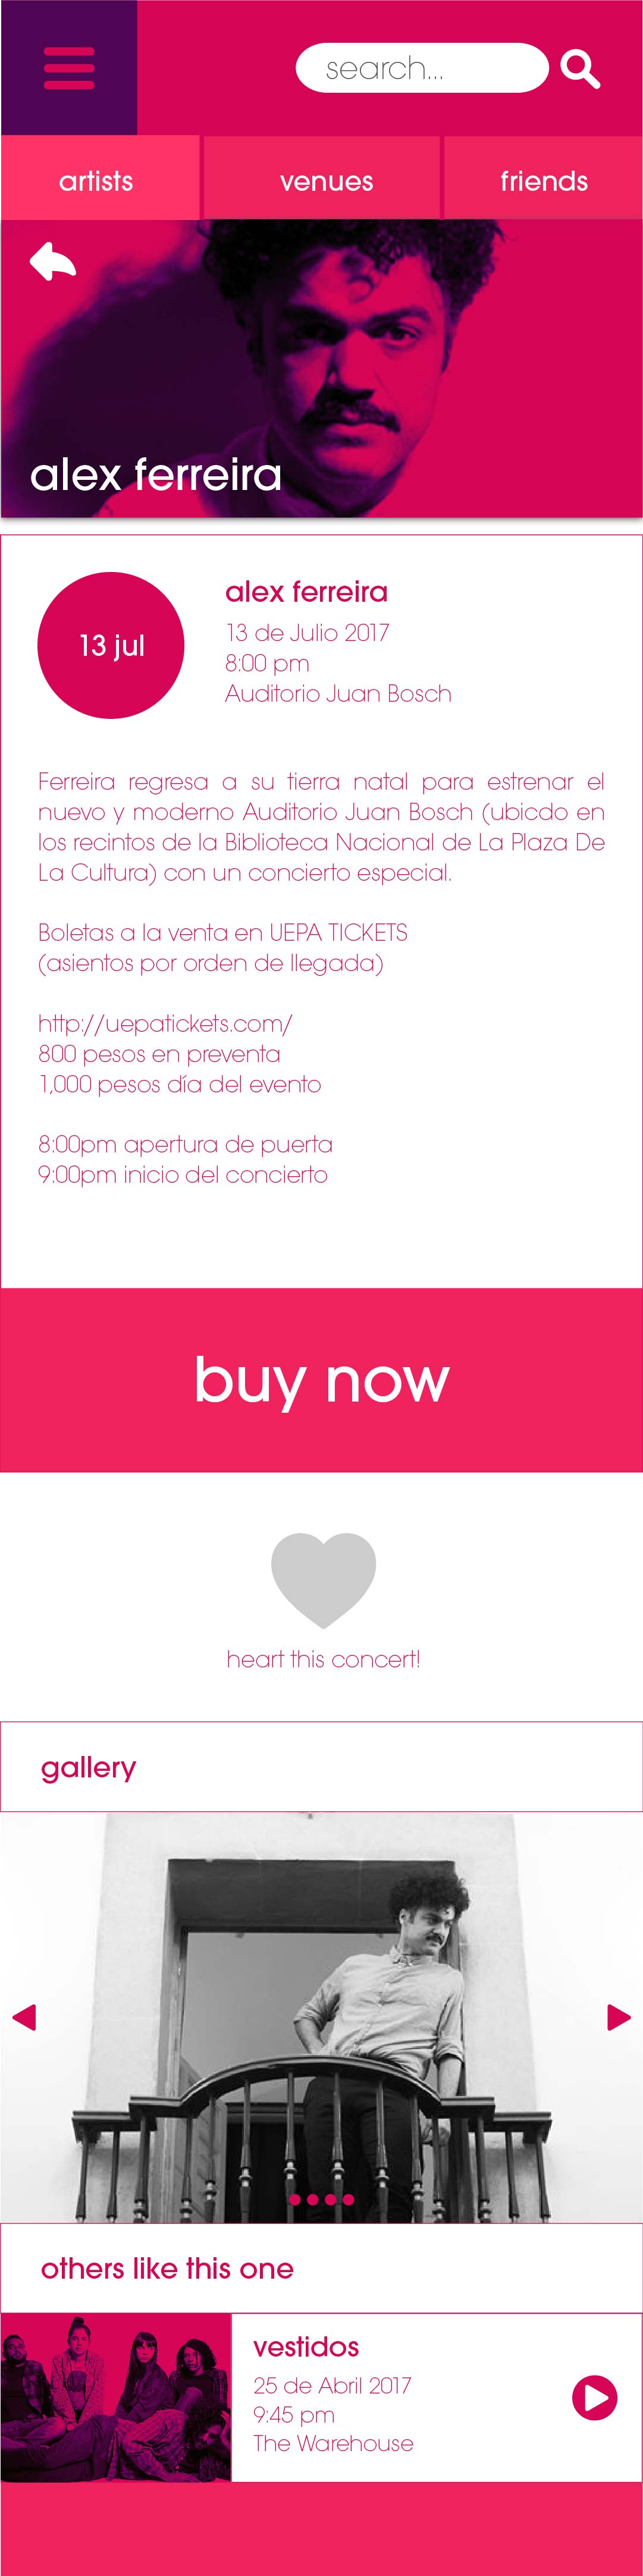 search...
artists
venues
friends
alex ferreira
13 jul
alex ferreira
13 de Julio 2017
8:00 pm
Auditorio Juan Bosch
Ferreira regresa a su tierra natal para estrenar el
nuevo y moderno Auditorio Juan Bosch (ubicdo en
los recintos de la Biblioteca Nacional de La Plaza De
La Cultura) con un concierto especial.
Boletas a la venta en UEPA TICKETS
(asientos por orden de llegada)
http://uepatickets.com/
800 pesos en preventa
1,000 pesos día del evento
8:00pm apertura de puerta
9:00pm inicio del concierto
buy now
heart this concert!
gallery
others like this one
vestidos
25 de Abril 2017
9:45 pm
The Warehouse